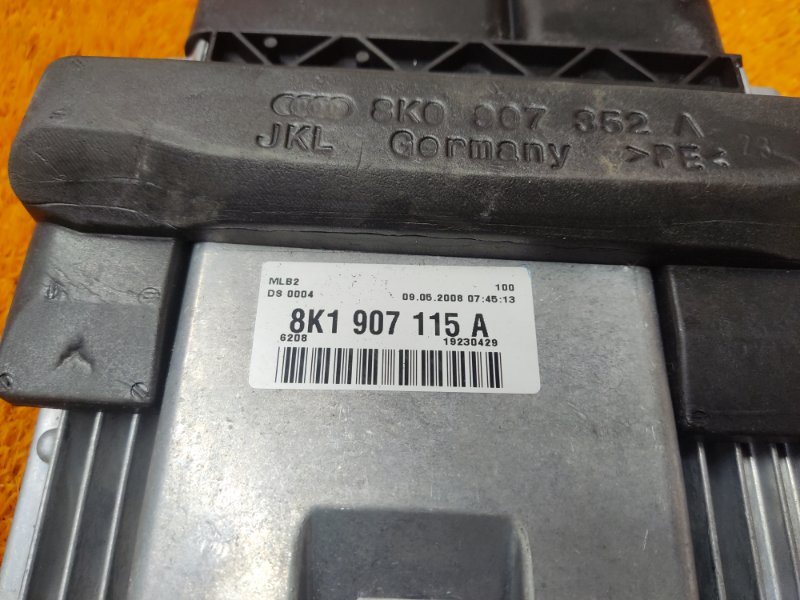 8K0 907 352 A
JKL Germany >PE<
MLB2
100
DS 0004
09.05.2008 07:45:13
8K1 907 115 A
6208
19230429